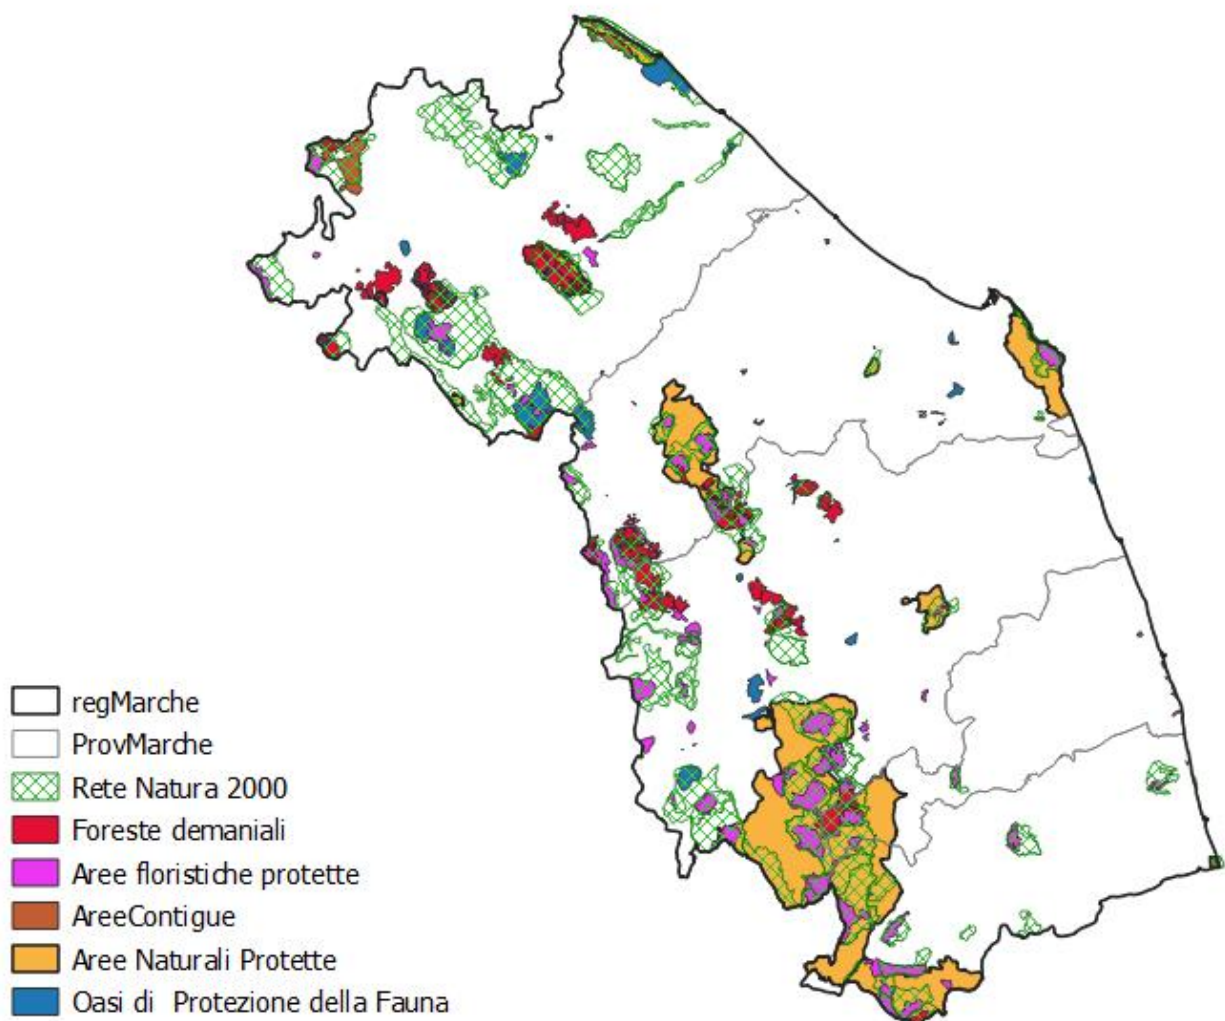 regMarche
ProvMarche
Rete Natura 2000
Foreste demaniali
Aree floristiche protette
AreeContigue
Aree Naturali Protette
Oasi di  Protezione della Fauna